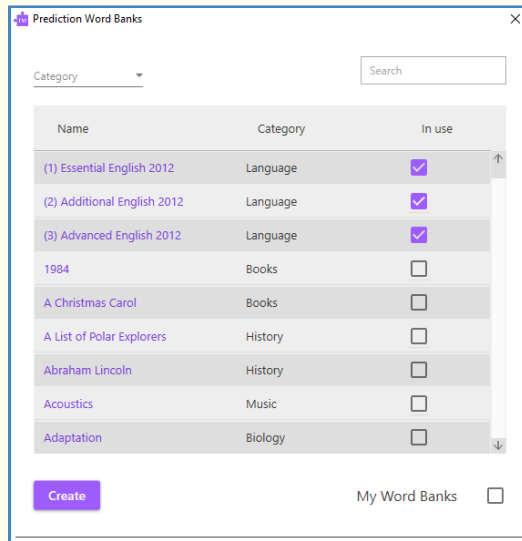 Prediction Word Banks
Category
Search
Name Category In use
(1) Essential English 2012 Language
(2) Additional English 2012 Language
(3) Advanced English 2012 Language
1984 Books
A Christmas Carol Books
A List of Polar Explorers History
Abraham Lincoln History
Acoustics Music
Adaptation Biology
Create My Word Banks